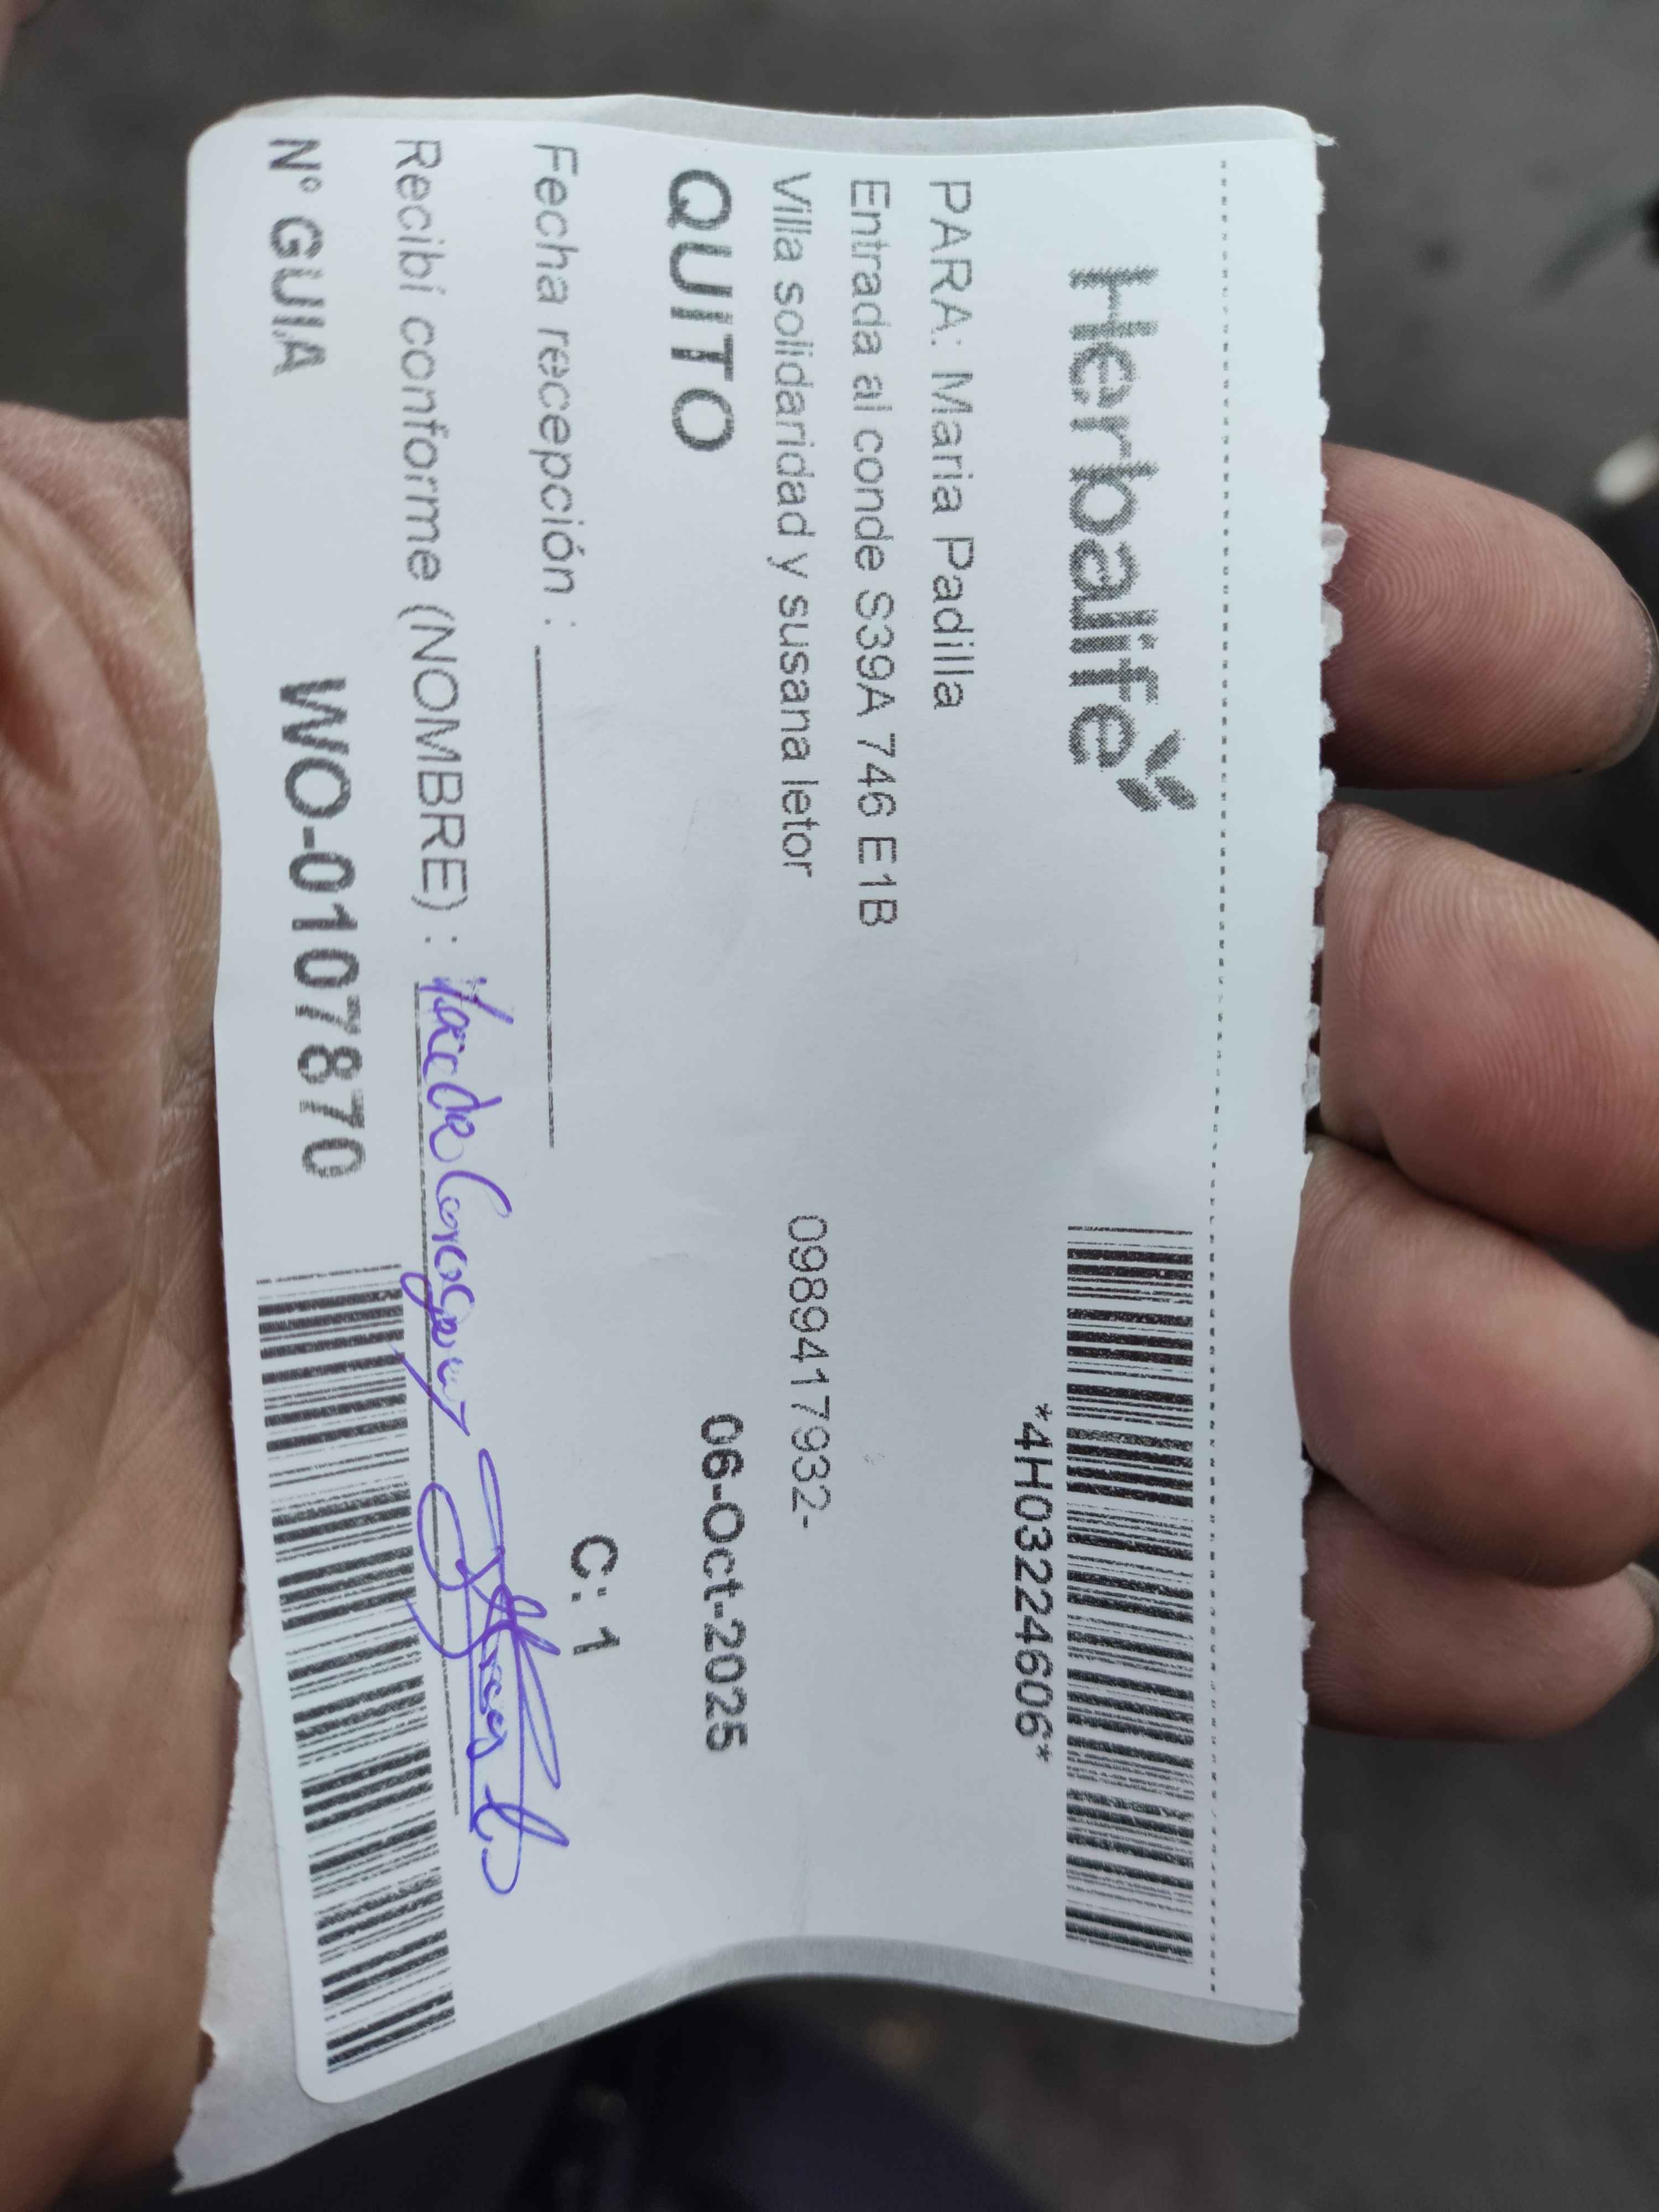 Herbalife
*4H03224606*
PARA: Maria Padilla
Entrada al conde S39A 746 E1B
Villa solidaridad y susana letor 0989417932-
QUITO 06-Oct-2025
C: 1
Fecha recepción :
Recibí conforme (NOMBRE) :
Nº GUIA WO-0107870